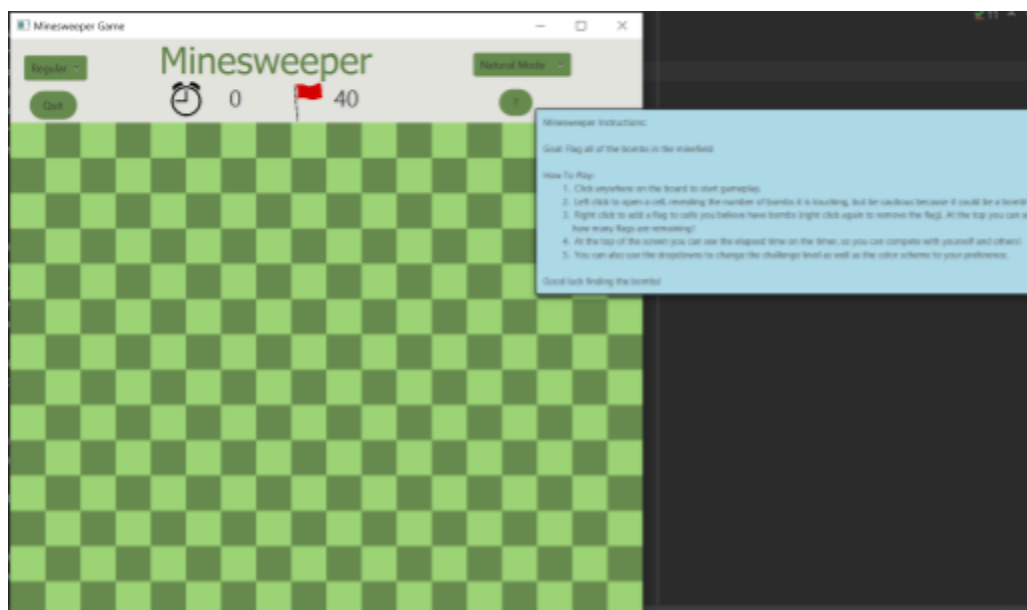 Minesweeper Game
11
Regular
Minesweeper
Natural Mode
Quit
0
40
?
Minesweeper Instructions:
Goal: Flag all of the bombs in the minefield
How To Play:
1. Click anywhere on the board to start gameplay.
2. Left click to open a cell, revealing the number of bombs it is touching, but be cautious because it could be a bomb
3. Right click to add a flag to cells you believe have bombs (right click again to remove the flag). At the top you can
how many flags are remaining!
4. At the top of the screen you can see the elapsed time on the timer, so you can compete with yourself and others!
5. You can also use the dropdowns to change the challenge level as well as the color scheme to your preference.
Good luck finding the bombs!